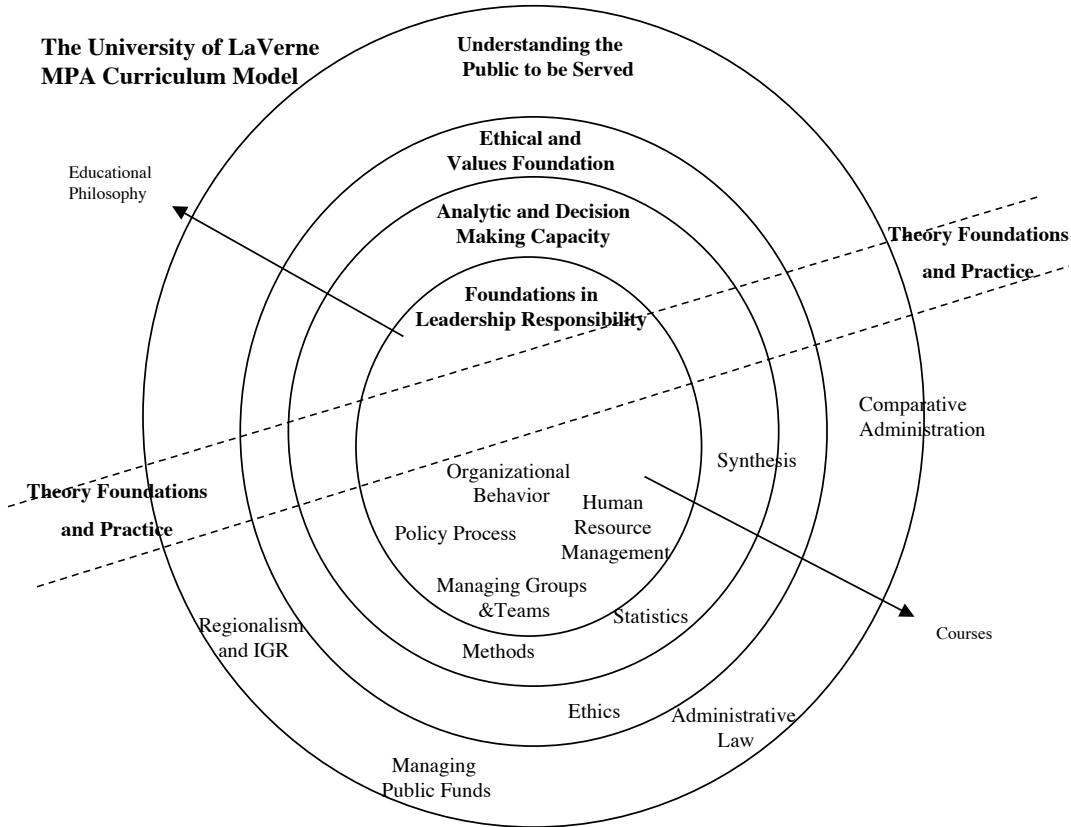 The University of LaVerne
MPA Curriculum Model
Understanding the
Public to be Served
Ethical and
Values Foundation
Educational
Philosophy
Analytic and Decision
Making Capacity
Theory Foundations
and Practice
Foundations in
Leadership Responsibility
Comparative
Administration
Synthesis
Organizational
Behavior
Theory Foundations
and Practice
Human
Resource
Management
Policy Process
Managing Groups
&Teams
Statistics
Regionalism
and IGR
Courses
Methods
Ethics
Administrative
Law
Managing
Public Funds